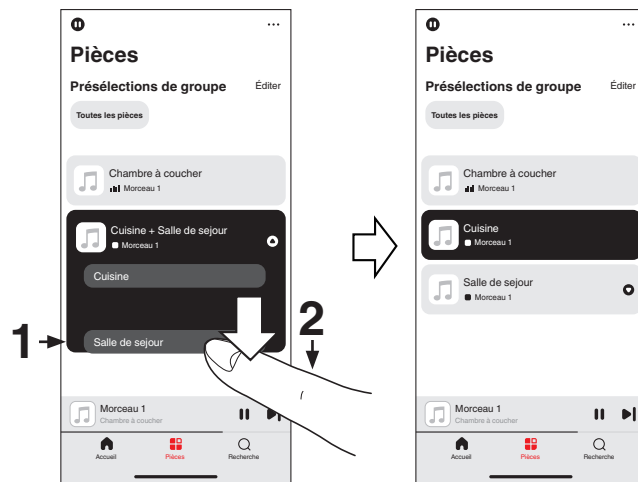 Pièces
Présélections de groupe Éditer
Toutes les pièces
Chambre à coucher
Morceau 1
Cuisine + Salle de sejour
Morceau 1
Cuisine
Salle de sejour
1
2
Morceau 1
Chambre à coucher
Accueil Pièces Recherche
Pièces
Présélections de groupe Éditer
Toutes les pièces
Chambre à coucher
Morceau 1
Cuisine
Morceau 1
Salle de sejour
Morceau 1
Morceau 1
Chambre à coucher
Accueil Pièces Recherche